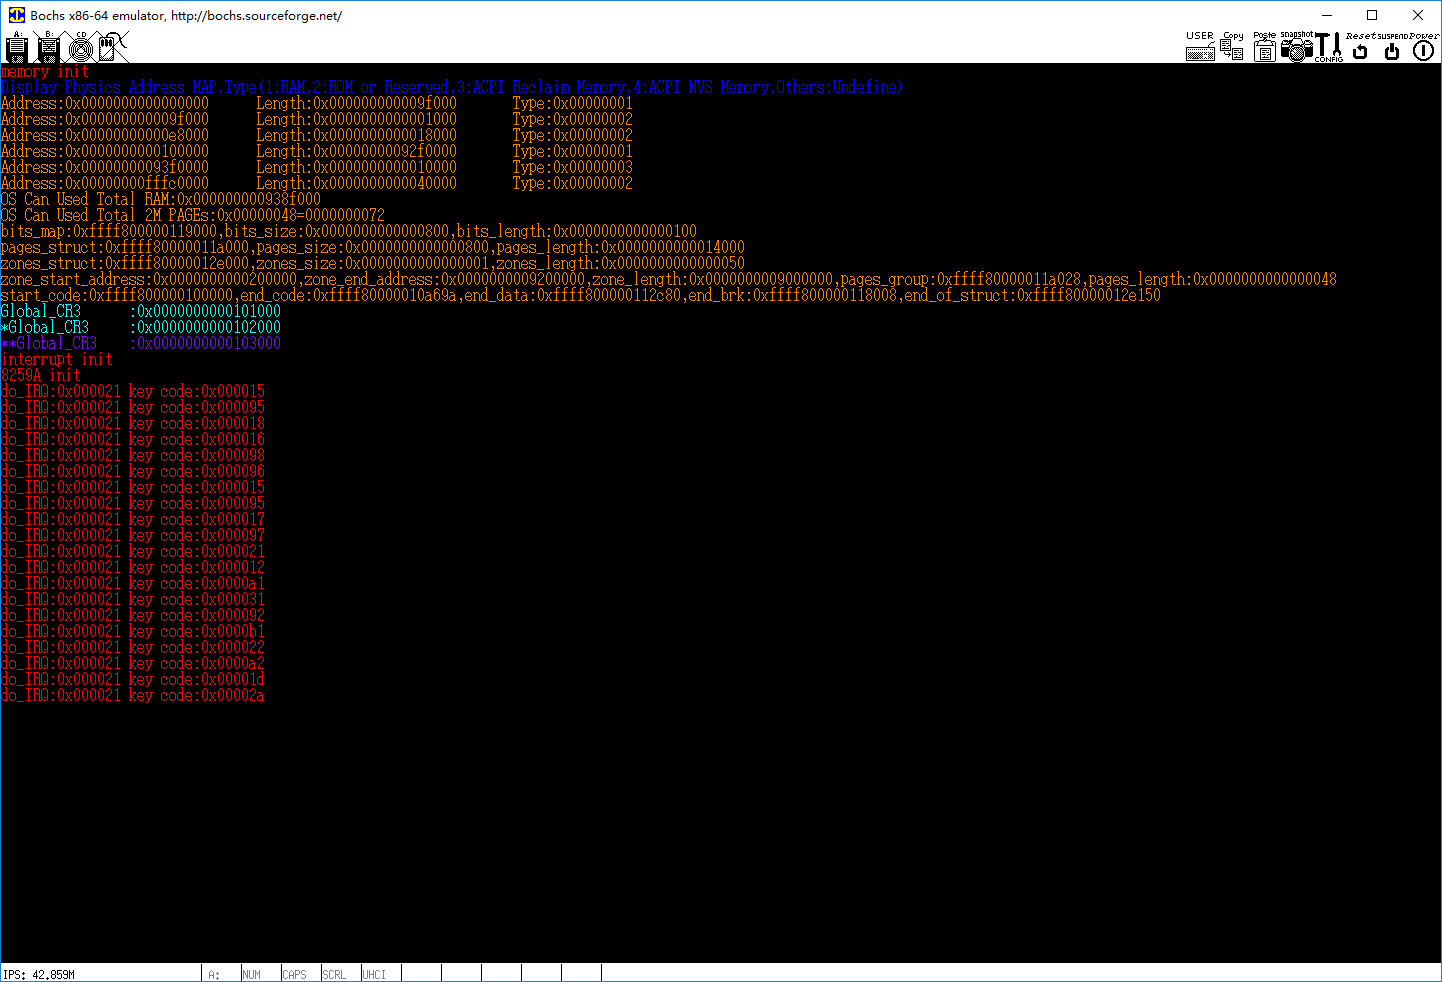 Bochs x86-64 emulator, http://bochs.sourceforge.net/
A: B: CD USER Copy Paste snapshot CONFIG Reset SUSPEND Power
memory init
Display Physics Address MAP,Type(1:RAM,2:ROM or Reserved,3:ACPI Reclaim Memory,4:ACPI NVS Memory,Others:Undefine)
Address:0x0000000000000000 Length:0x000000000009f000 Type:0x00000001
Address:0x000000000009f000 Length:0x0000000000001000 Type:0x00000002
Address:0x00000000000e8000 Length:0x0000000000018000 Type:0x00000002
Address:0x0000000000100000 Length:0x00000000092f0000 Type:0x00000001
Address:0x00000000093f0000 Length:0x0000000000010000 Type:0x00000003
Address:0x00000000fffc0000 Length:0x0000000000040000 Type:0x00000002
OS Can Used Total RAM:0x000000000938f000
OS Can Used Total 2M PAGEs:0x00000048=0000000072
bits_map:0xffff800000119000,bits_size:0x0000000000000800,bits_length:0x0000000000000100
pages_struct:0xffff80000011a000,pages_size:0x0000000000000800,pages_length:0x0000000000014000
zones_struct:0xffff80000012e000,zones_size:0x0000000000000001,zones_length:0x0000000000000050
zone_start_address:0x0000000000200000,zone_end_address:0x0000000009200000,zone_length:0x0000000009000000,pages_group:0xffff80000011a028,pages_length:0x0000000000000048
start_code:0xffff800000100000,end_code:0xffff80000010a69a,end_data:0xffff800000112c80,end_brk:0xffff800000118008,end_of_struct:0xffff80000012e150
Global_CR3 :0x0000000000101000
*Global_CR3 :0x0000000000102000
**Global_CR3 :0x0000000000103000
interrupt init
8259A init
do_IRQ:0x000021 key code:0x000015
do_IRQ:0x000021 key code:0x000095
do_IRQ:0x000021 key code:0x000018
do_IRQ:0x000021 key code:0x000016
do_IRQ:0x000021 key code:0x000098
do_IRQ:0x000021 key code:0x000096
do_IRQ:0x000021 key code:0x000015
do_IRQ:0x000021 key code:0x000095
do_IRQ:0x000021 key code:0x000017
do_IRQ:0x000021 key code:0x000097
do_IRQ:0x000021 key code:0x000021
do_IRQ:0x000021 key code:0x000012
do_IRQ:0x000021 key code:0x0000a1
do_IRQ:0x000021 key code:0x000031
do_IRQ:0x000021 key code:0x000092
do_IRQ:0x000021 key code:0x0000b1
do_IRQ:0x000021 key code:0x000022
do_IRQ:0x000021 key code:0x0000a2
do_IRQ:0x000021 key code:0x00001d
do_IRQ:0x000021 key code:0x00002a
IPS: 42.859M A: NUM CAPS SCRL UHCI